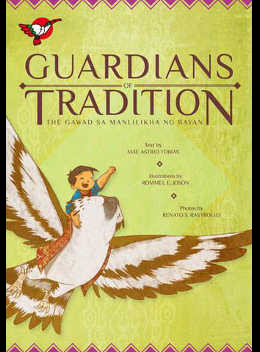 GUARDIANS
OF
TRADITION
THE GAWAD SA MANLILIKHA NG BAYAN
Text by
MAE ASTRID TOBIAS
Illustrations by
ROMMEL E. JOSON
Photos by
RENATO S. RASTROLLO